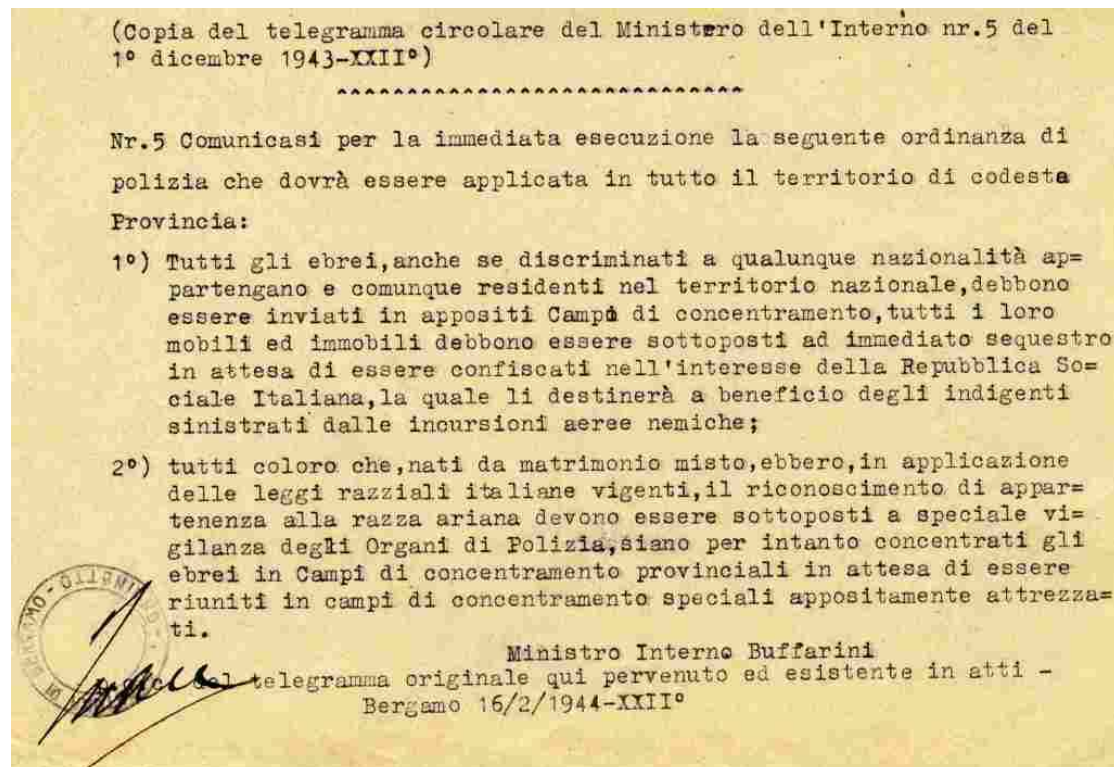 (Copia del telegramma circolare del Ministero dell'Interno nr.5 del
1° dicembre 1943-XXII°)
^^^^^^^^^^^^^^^^^^^^^^^^^^^^^
Nr.5 Comunicasi per la immediata esecuzione la seguente ordinanza di
polizia che dovrà essere applicata in tutto il territorio di codesta
Provincia:
1°) Tutti gli ebrei,anche se discriminati a qualunque nazionalità ap=
partengano e comunque residenti nel territorio nazionale,debbono
essere inviati in appositi Campi di concentramento,tutti i loro
mobili ed immobili debbono essere sottoposti ad immediato sequestro
in attesa di essere confiscati nell'interesse della Repubblica So=
ciale Italiana,la quale li destinerà a beneficio degli indigenti
sinistrati dalle incursioni aeree nemiche;
2°) tutti coloro che,nati da matrimonio misto,ebbero,in applicazione
delle leggi razziali italiane vigenti,il riconoscimento di appar=
tenenza alla razza ariana devono essere sottoposti a speciale vi=
gilanza degli Organi di Polizia,siano per intanto concentrati gli
ebrei in Campi di concentramento provinciali in attesa di essere
riuniti in campi di concentramento speciali appositamente attrezza=
ti.
Ministro Interno Buffarini
del telegramma originale qui pervenuto ed esistente in atti -
Bergamo 16/2/1944-XXII°